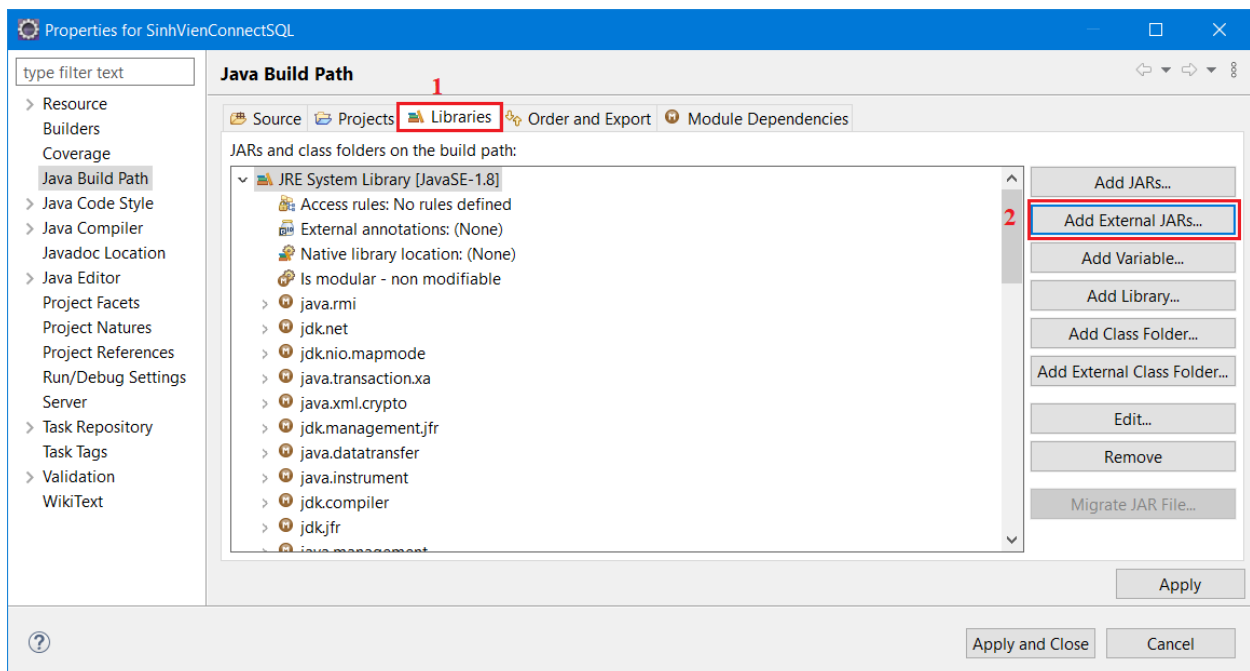 Properties for SinhVienConnectSQL
type filter text
Resource
Builders
Coverage
Java Build Path
Java Code Style
Java Compiler
Javadoc Location
Java Editor
Project Facets
Project Natures
Project References
Run/Debug Settings
Server
Task Repository
Task Tags
Validation
WikiText
Java Build Path
1
Source Projects Libraries Order and Export Module Dependencies
JARs and class folders on the build path:
JRE System Library [JavaSE-1.8]
Access rules: No rules defined
External annotations: (None)
Native library location: (None)
Is modular - non modifiable
java.rmi
jdk.net
jdk.nio.mapmode
java.transaction.xa
java.xml.crypto
jdk.management.jfr
java.datatransfer
java.instrument
jdk.compiler
jdk.jfr
java.management
Add JARs...
2
Add External JARs...
Add Variable...
Add Library...
Add Class Folder...
Add External Class Folder...
Edit...
Remove
Migrate JAR File...
Apply
Apply and Close
Cancel